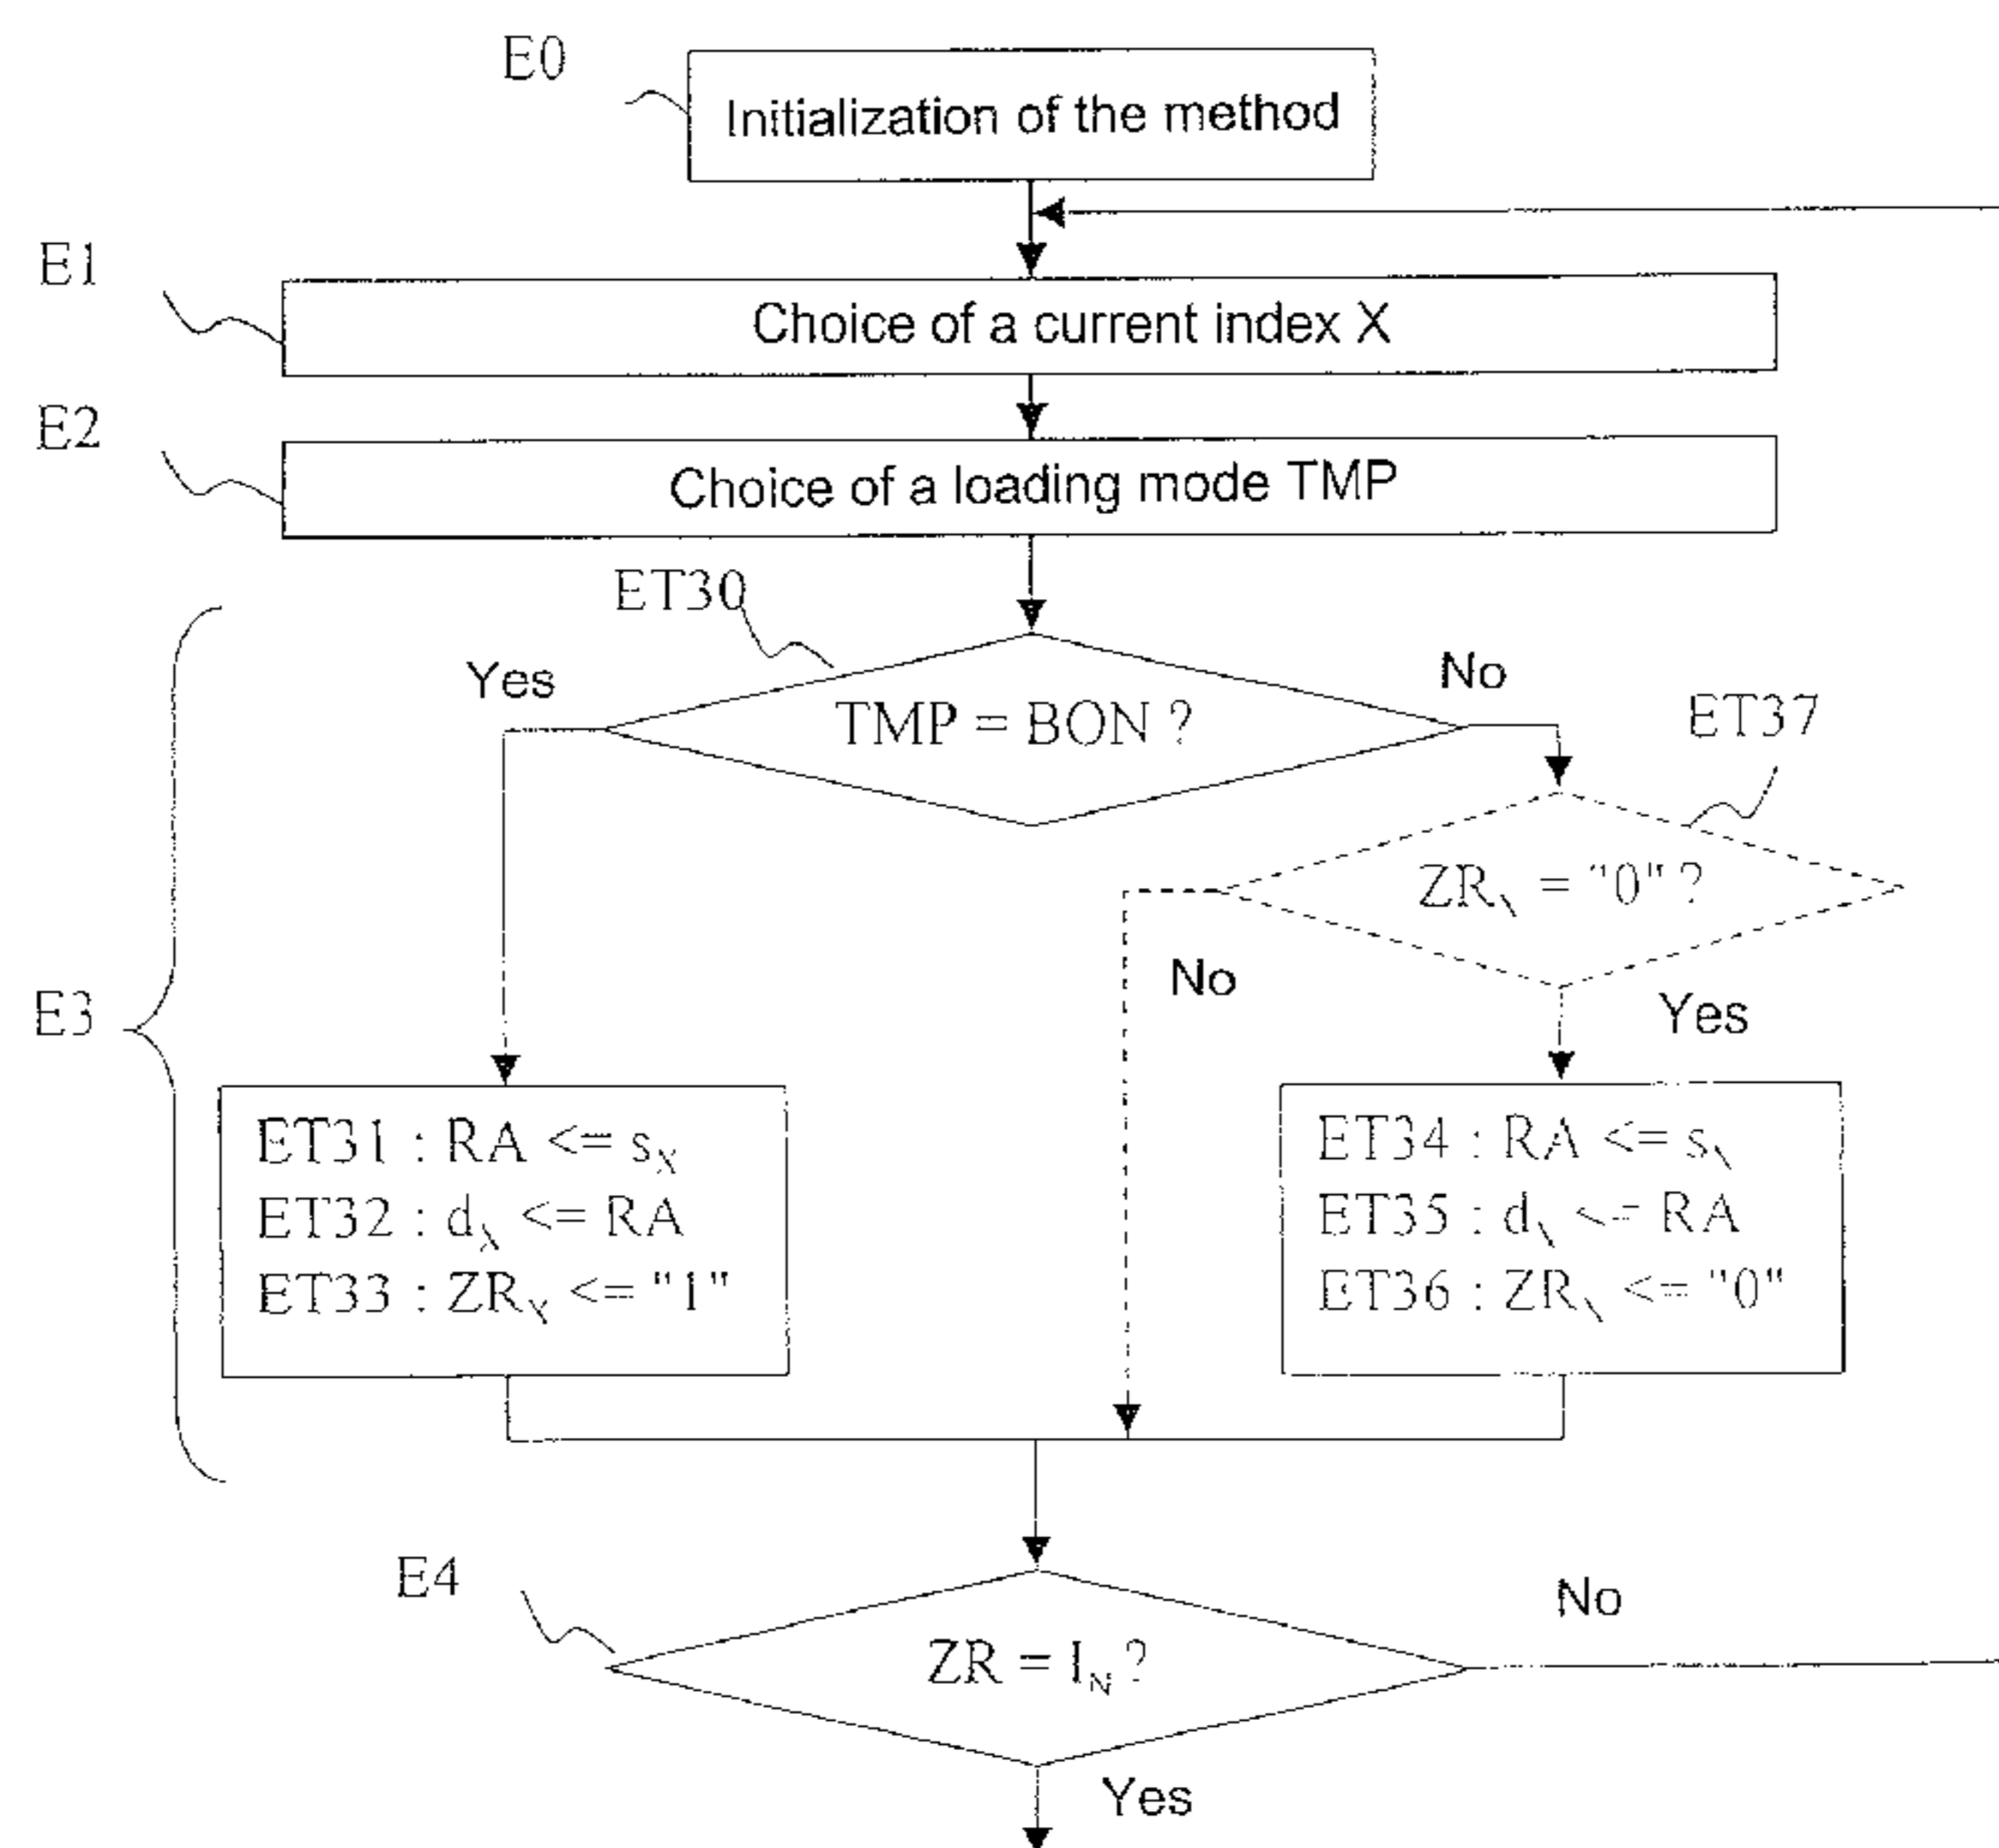 E0
Initialization of the method
E1
Choice of a current index X
E2
Choice of a loading mode TMP
ET30
Yes
No
TMP = BON ?
ET37
ZRₓ = "0" ?
No
Yes
E3
ET31 : RA <= sₓ
ET32 : dₓ <= RA
ET33 : ZRₓ <= "1"
ET34 : RA <= sₓ
ET35 : dₓ <= RA
ET36 : ZRₓ <= "0"
E4
No
ZR = I_N ?
Yes